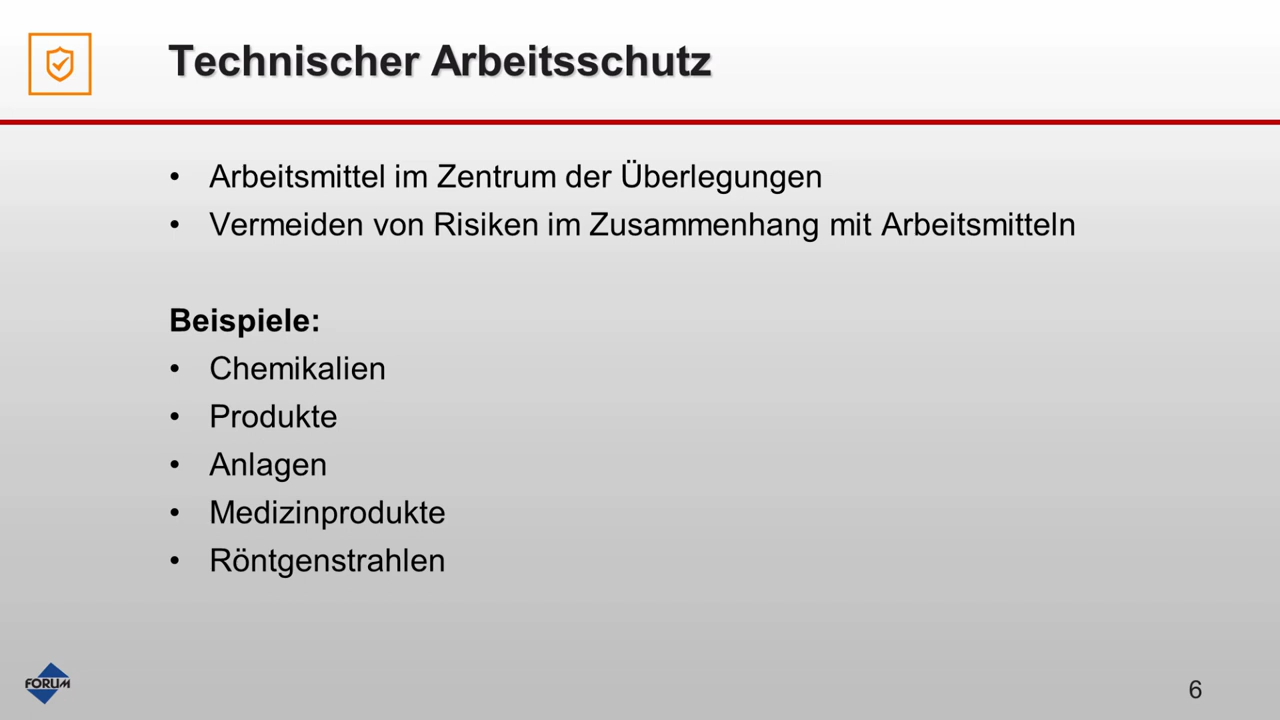 Technischer Arbeitsschutz
• Arbeitsmittel im Zentrum der Überlegungen
• Vermeiden von Risiken im Zusammenhang mit Arbeitsmitteln
Beispiele:
• Chemikalien
• Produkte
• Anlagen
• Medizinprodukte
• Röntgenstrahlen
FORUM
6